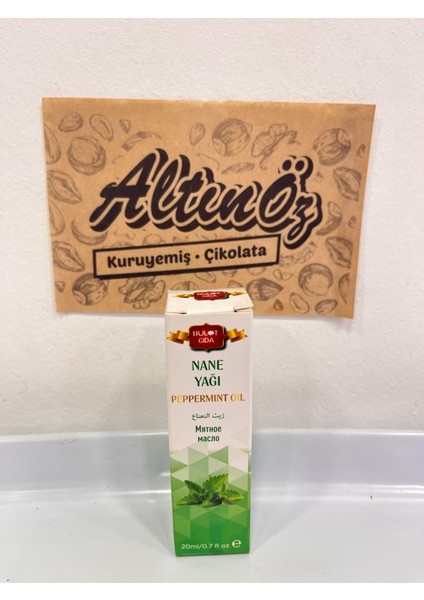 Altınöz
Kuruyemiş • Çikolata
BULUT
GIDA
NANE
YAĞI
PEPPERMINT OIL
زيت النعناع
Мятное
масло
20ml/0.7 fl oz ℮